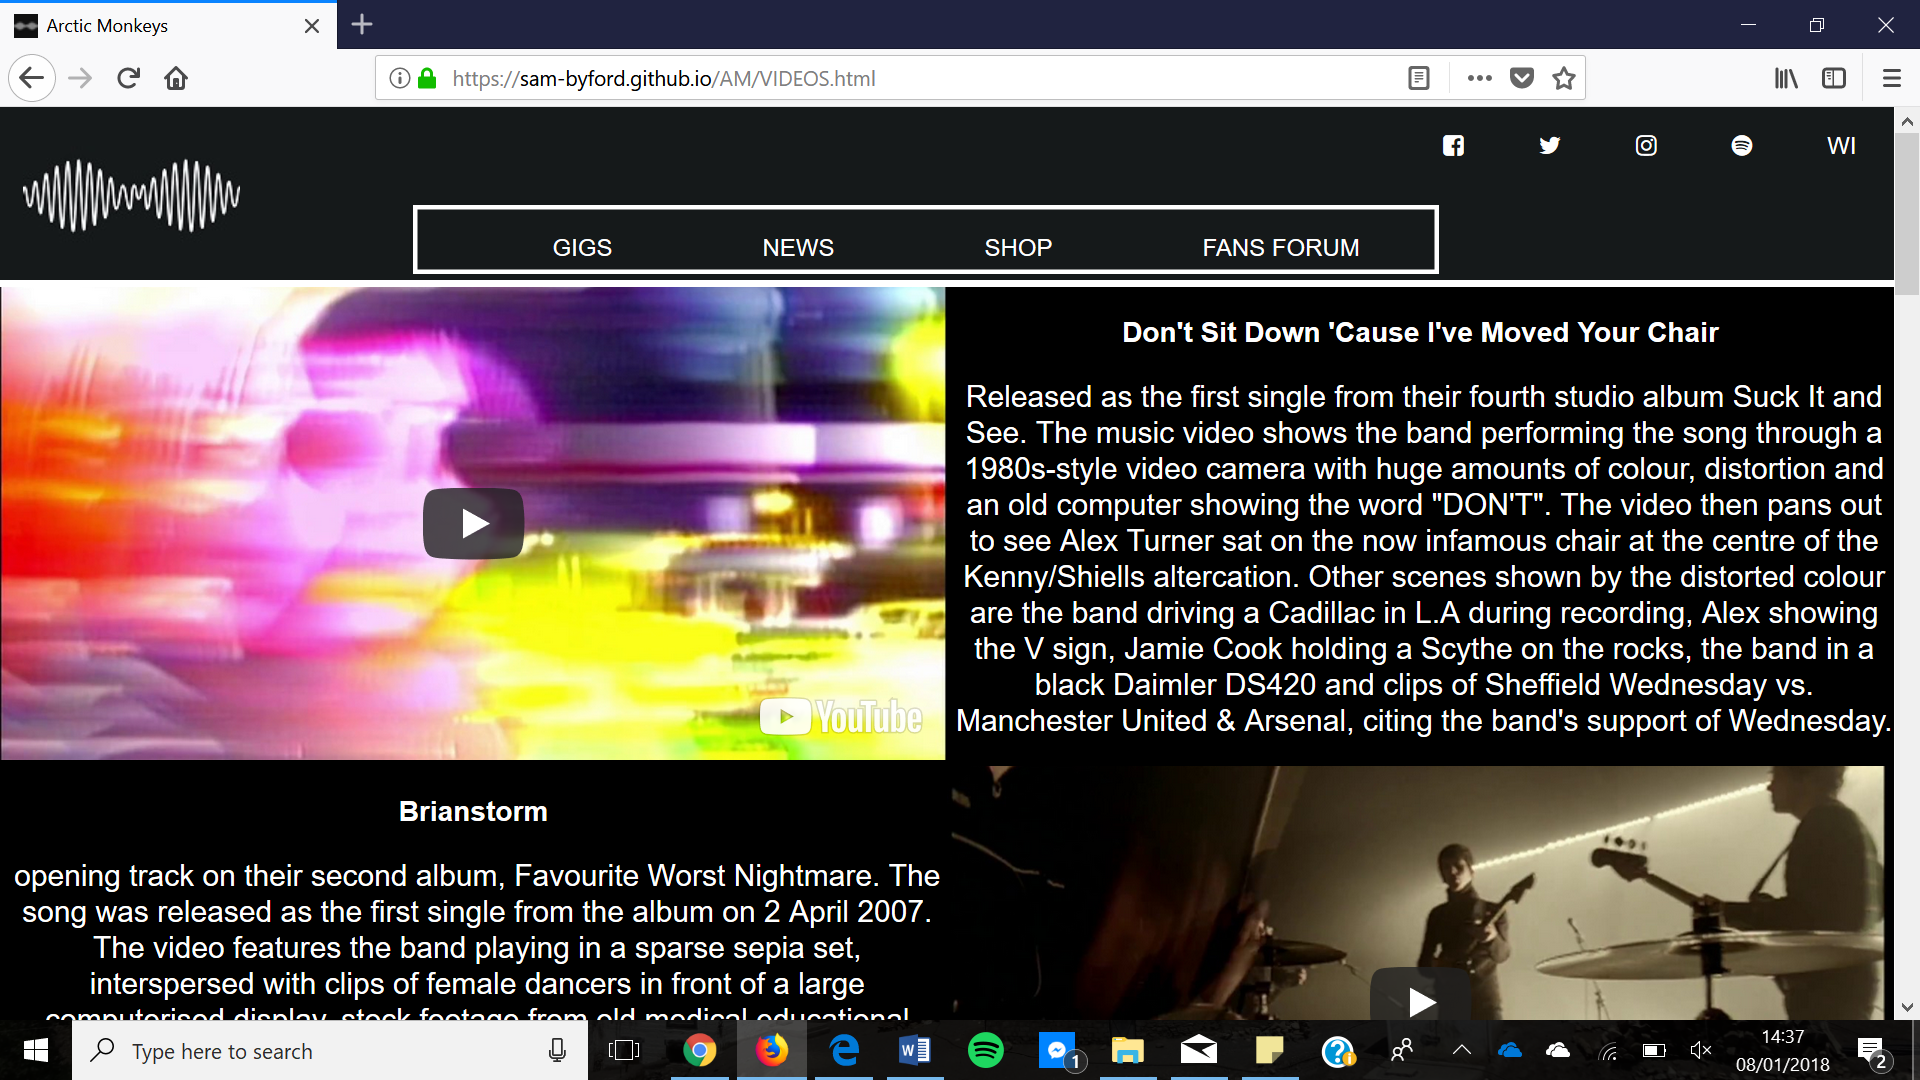 Arctic Monkeys
https://sam-byford.github.io/AM/VIDEOS.html
WI
GIGS NEWS SHOP FANS FORUM
YouTube
Don't Sit Down 'Cause I've Moved Your Chair
Released as the first single from their fourth studio album Suck It and
See. The music video shows the band performing the song through a
1980s-style video camera with huge amounts of colour, distortion and
an old computer showing the word "DON'T". The video then pans out
to see Alex Turner sat on the now infamous chair at the centre of the
Kenny/Shiells altercation. Other scenes shown by the distorted colour
are the band driving a Cadillac in L.A during recording, Alex showing
the V sign, Jamie Cook holding a Scythe on the rocks, the band in a
black Daimler DS420 and clips of Sheffield Wednesday vs.
Manchester United & Arsenal, citing the band's support of Wednesday.
Brianstorm
opening track on their second album, Favourite Worst Nightmare. The
song was released as the first single from the album on 2 April 2007.
The video features the band playing in a sparse sepia set,
interspersed with clips of female dancers in front of a large
computerised display, stock footage from old medical educational
Type here to search
1
14:37
08/01/2018
2